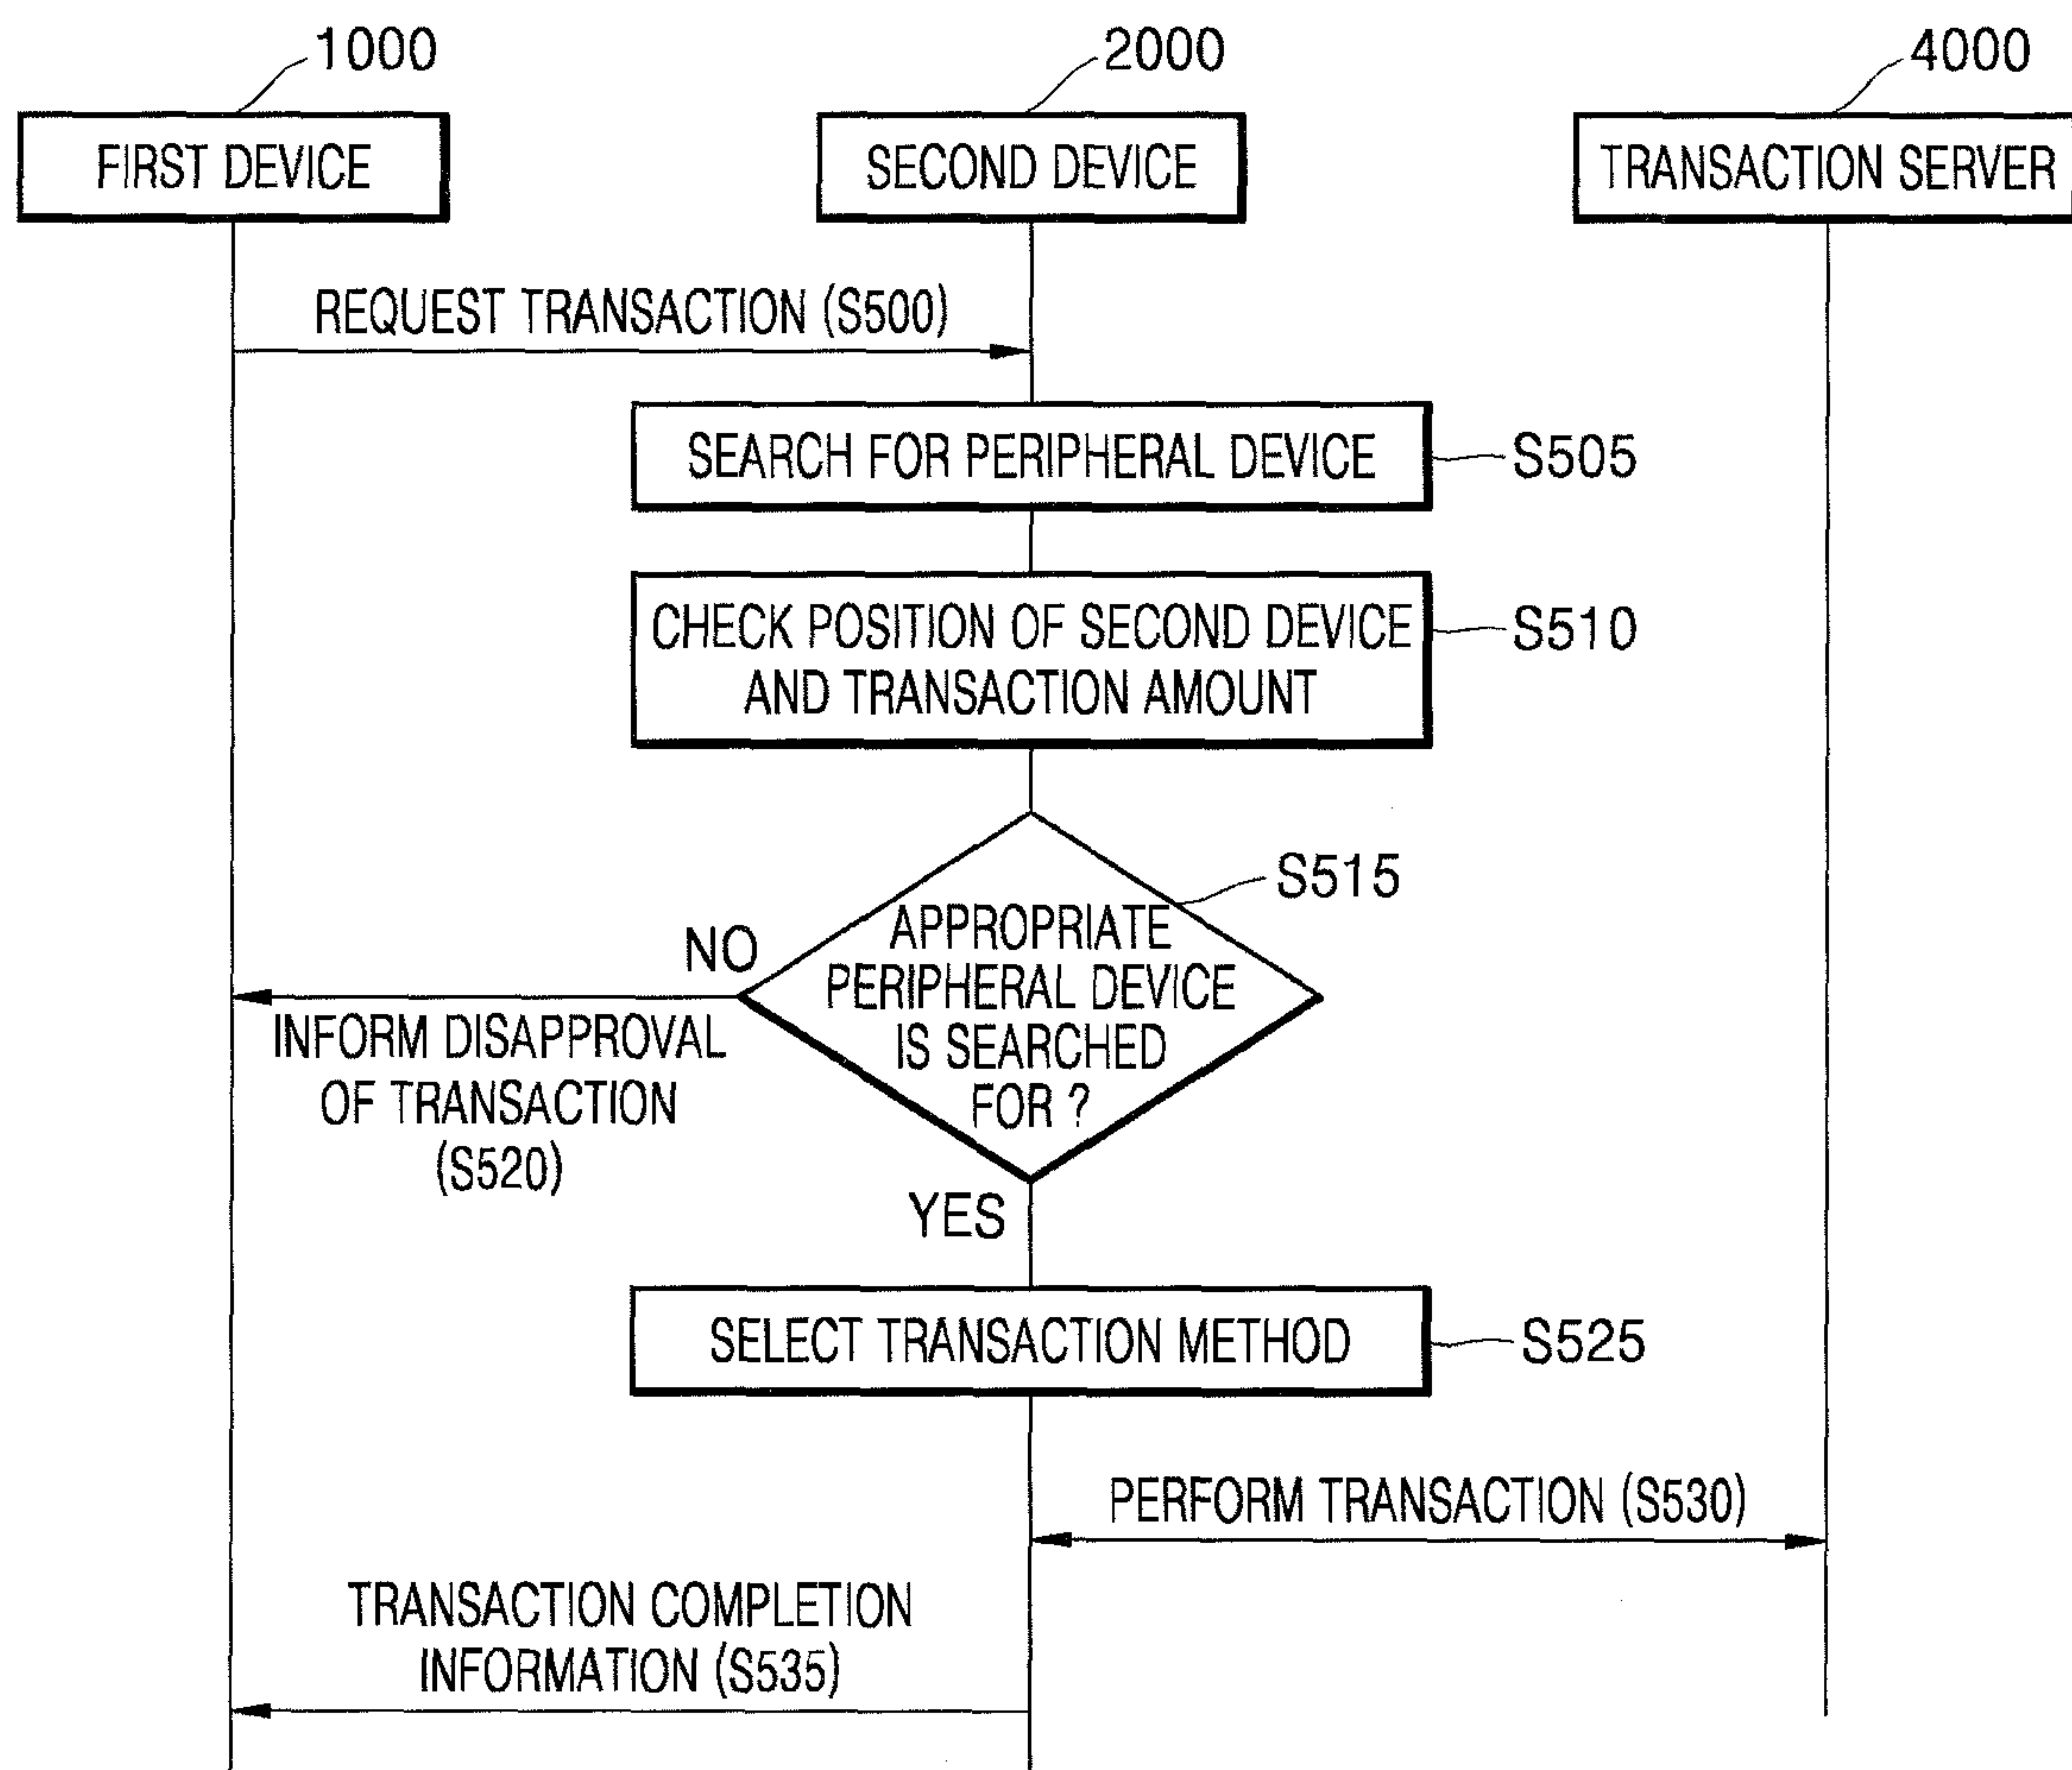 1000
2000
4000
FIRST DEVICE
SECOND DEVICE
TRANSACTION SERVER
REQUEST TRANSACTION (S500)
SEARCH FOR PERIPHERAL DEVICE
S505
CHECK POSITION OF SECOND DEVICE
AND TRANSACTION AMOUNT
S510
S515
APPROPRIATE
PERIPHERAL DEVICE
IS SEARCHED
FOR ?
NO
INFORM DISAPPROVAL
OF TRANSACTION
(S520)
YES
SELECT TRANSACTION METHOD
S525
PERFORM TRANSACTION (S530)
TRANSACTION COMPLETION
INFORMATION (S535)